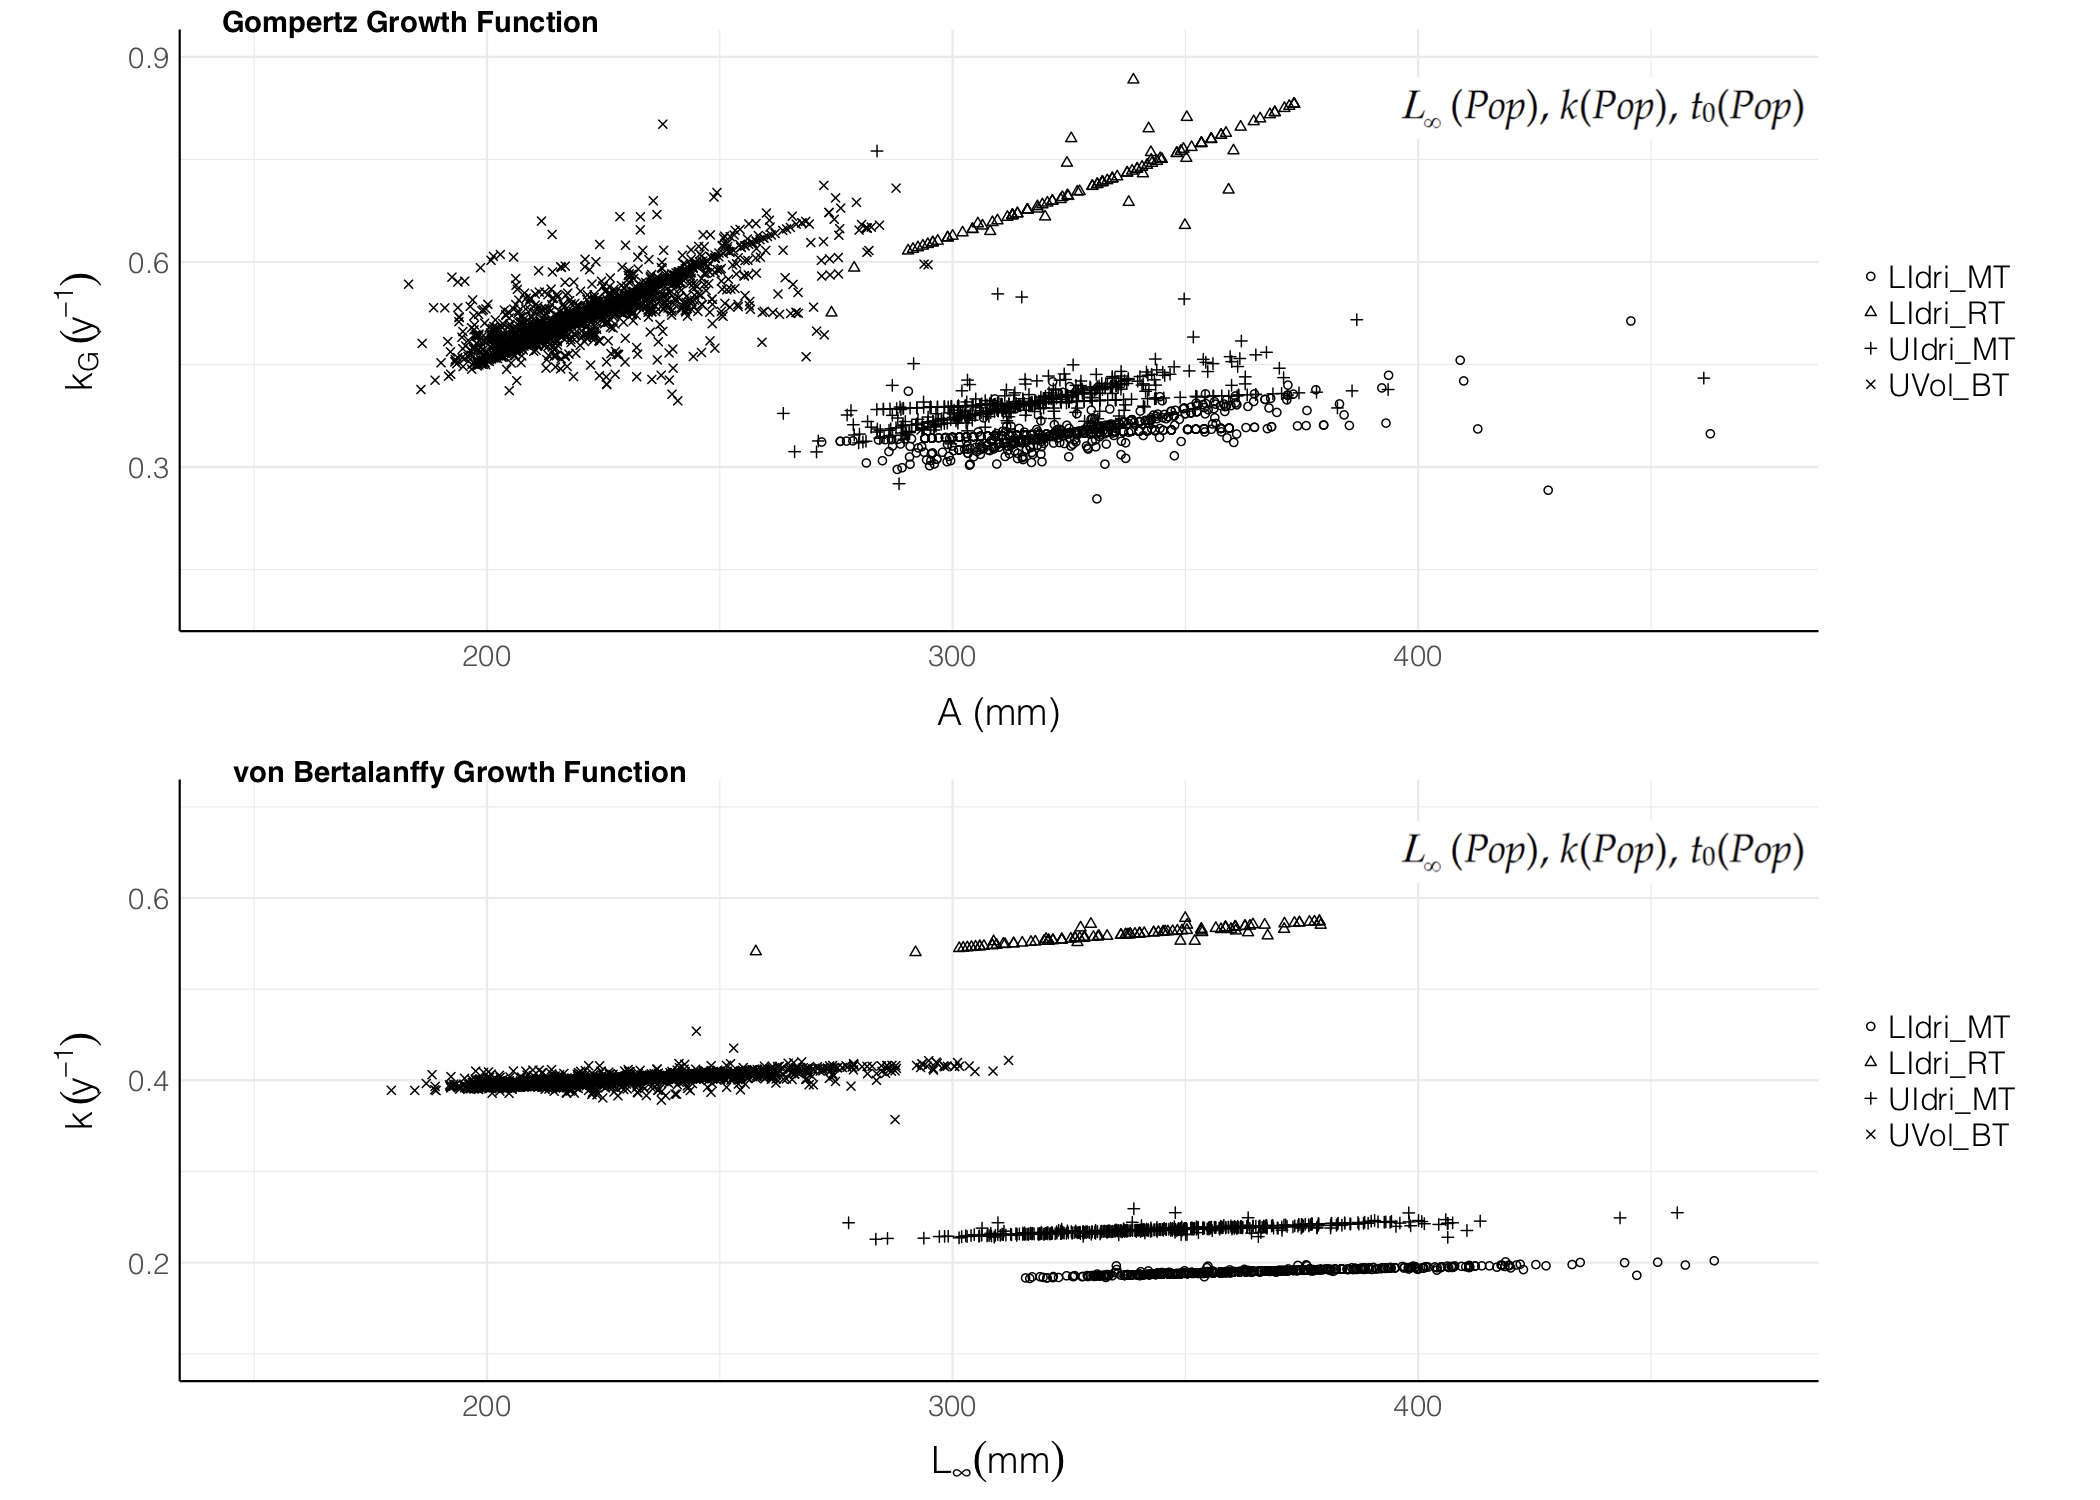 Gompertz Growth Function
0.9
0.6
0.3
k_G (y⁻¹)
L∞ (Pop), k(Pop), t₀(Pop)
200 300 400
A (mm)
LIdri_MT
LIdri_RT
UIdri_MT
UVol_BT
von Bertalanffy Growth Function
0.6
0.4
0.2
k (y⁻¹)
L∞ (Pop), k(Pop), t₀(Pop)
200 300 400
L∞(mm)
LIdri_MT
LIdri_RT
UIdri_MT
UVol_BT